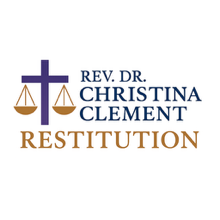 REV. DR.
CHRISTINA
CLEMENT
RESTITUTION